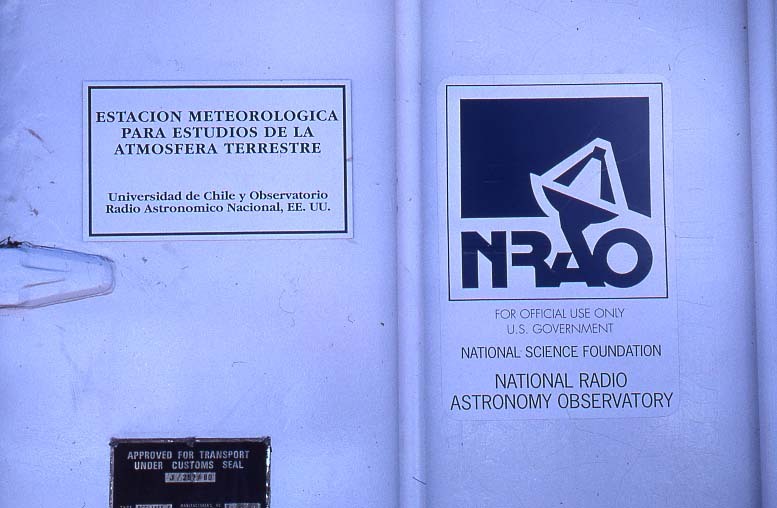 ESTACION METEOROLOGICA
PARA ESTUDIOS DE LA
ATMOSFERA TERRESTRE
Universidad de Chile y Observatorio
Radio Astronomico Nacional, EE. UU.
NRAO
FOR OFFICIAL USE ONLY
U.S. GOVERNMENT
NATIONAL SCIENCE FOUNDATION
NATIONAL RADIO
ASTRONOMY OBSERVATORY
APPROVED FOR TRANSPORT
UNDER CUSTOMS SEAL